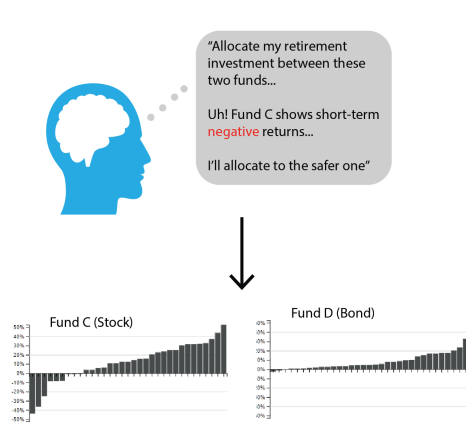 “Allocate my retirement
investment between these
two funds...
Uh! Fund C shows short-term
negative returns...
I’ll allocate to the safer one”
Fund C (Stock)
50%
40%
30%
20%
10%
0%
-10%
-20%
-30%
-40%
-50%
Fund D (Bond)